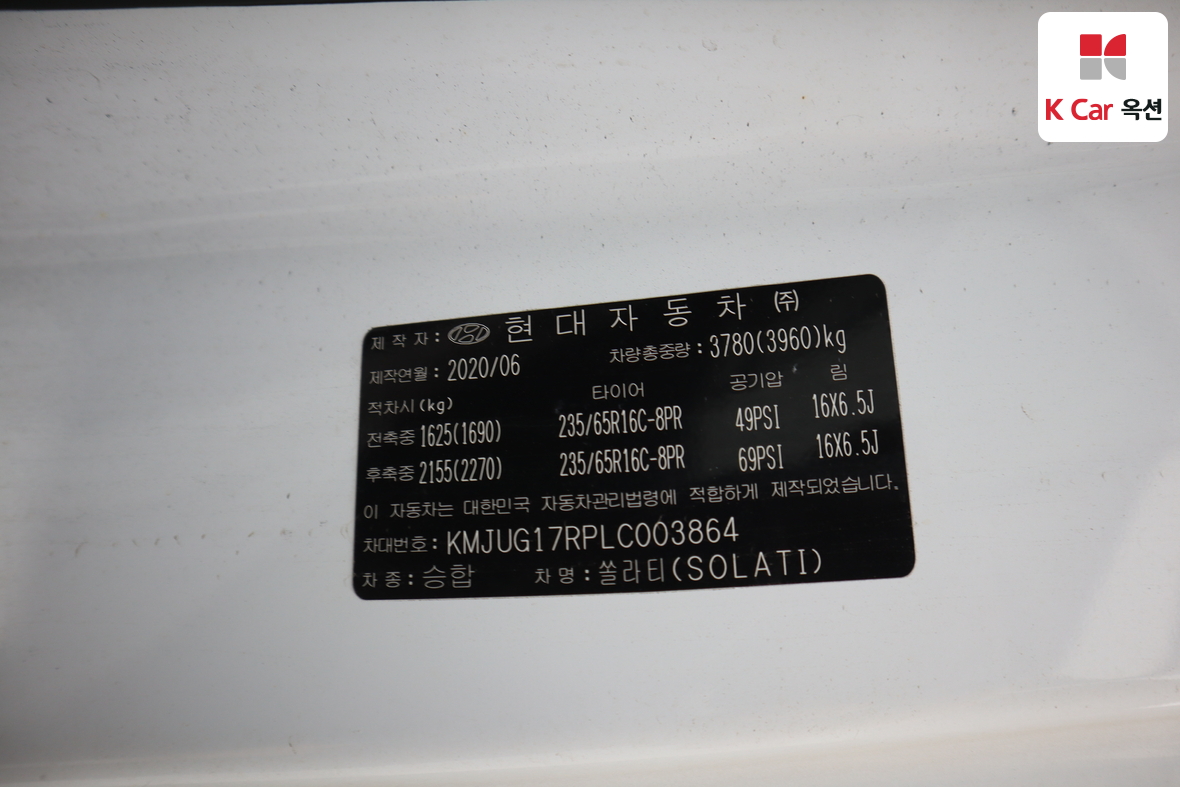 K Car 옥션
제 작 자 : 현 대 자 동 차 ㈜
제작연월 : 2020/06 차량총중량 : 3780(3960)kg
적차시(kg) 타이어 공기압 림
전축중 1625(1690) 235/65R16C-8PR 49PSI 16X6.5J
후축중 2155(2270) 235/65R16C-8PR 69PSI 16X6.5J
이 자동차는 대한민국 자동차관리법령에 적합하게 제작되었습니다.
차대번호 : KMJUG17RPLC003864
차 종 : 승합 차 명 : 쏠라티(SOLATI)